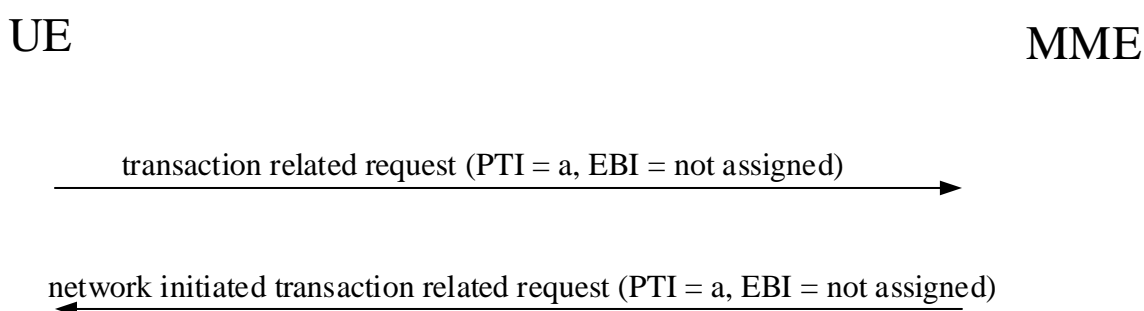 UE
MME
transaction related request (PTI = a, EBI = not assigned)
network initiated transaction related request (PTI = a, EBI = not assigned)